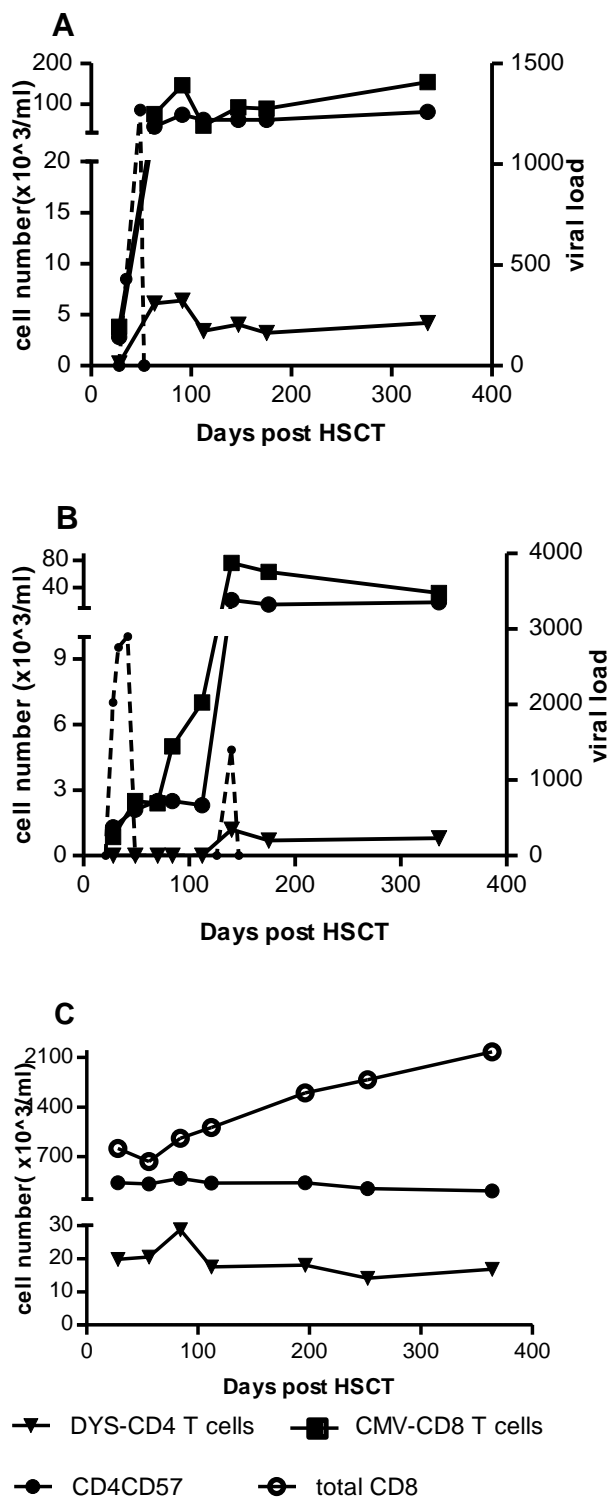 A
cell number(x10^3/ml)
200
100
20
15
10
5
0
1500
1000
500
0
viral load
0 100 200 300 400
Days post HSCT
B
cell number (x10^3/ml)
80
40
9
6
3
0
4000
3000
2000
1000
0
viral load
0 100 200 300 400
Days post HSCT
C
cell number( x10^3/ml)
2100
1400
700
30
20
10
0
0 100 200 300 400
Days post HSCT
DYS-CD4 T cells CMV-CD8 T cells
CD4CD57 total CD8